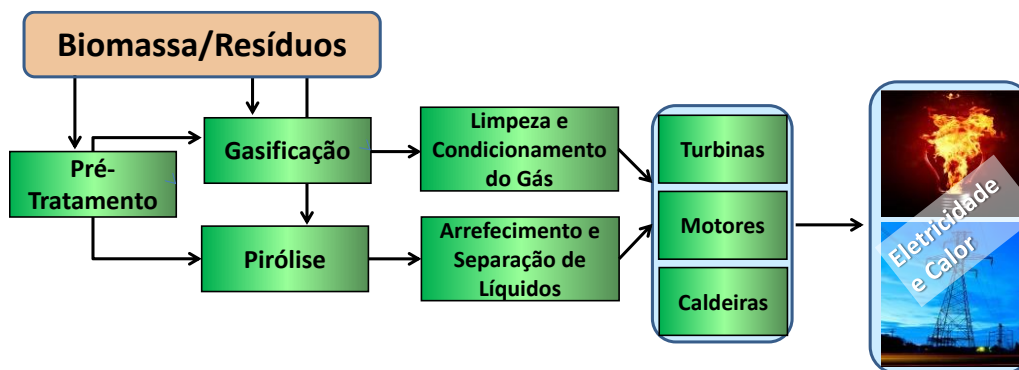 Biomassa/Resíduos
Pré-
Tratamento
Gasificação
Pirólise
Limpeza e
Condicionamento
do Gás
Arrefecimento e
Separação de
Líquidos
Turbinas
Motores
Caldeiras
Eletricidade
e Calor